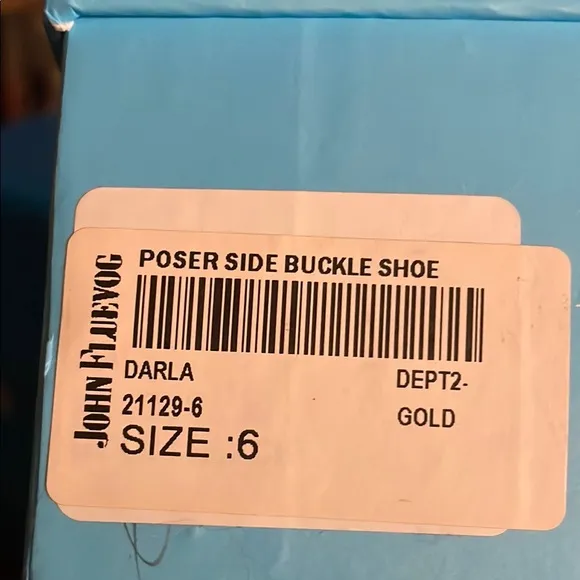 POSER SIDE BUCKLE SHOE
JOHN FLUEVOG
DARLA
DEPT2-
21129-6
GOLD
SIZE :6